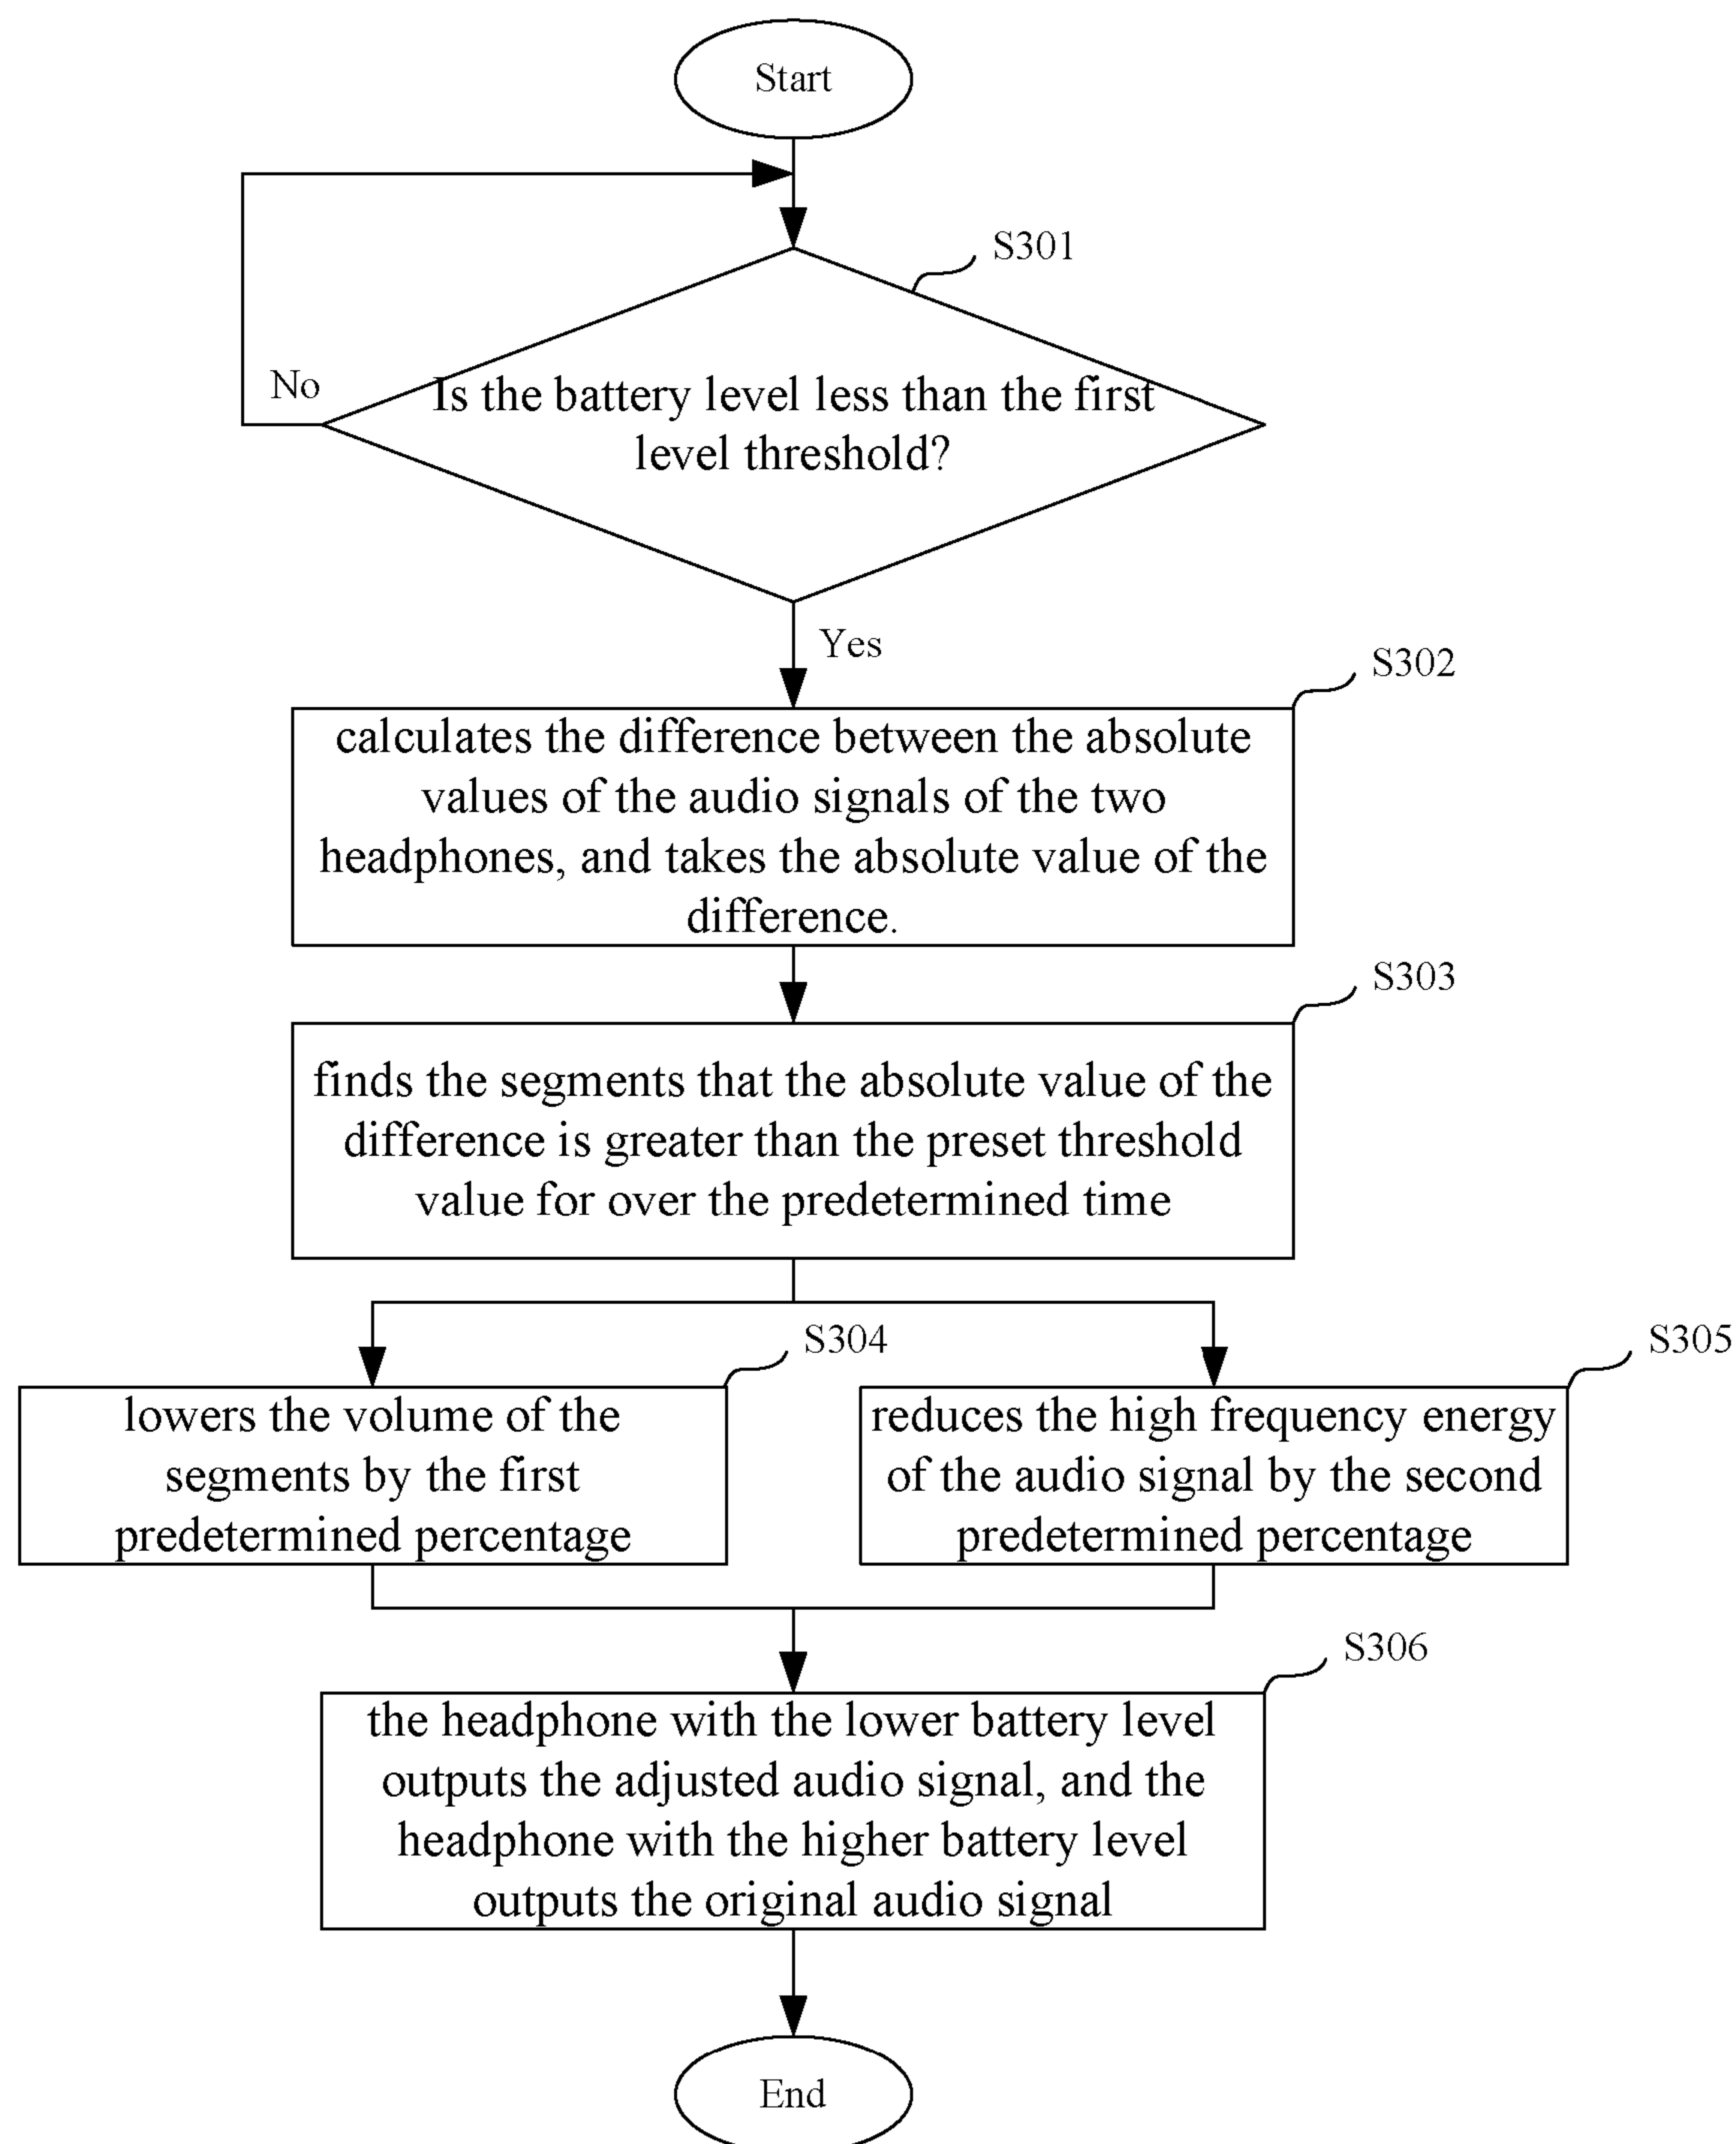 Start
S301
No
Is the battery level less than the first
level threshold?
Yes
S302
calculates the difference between the absolute
values of the audio signals of the two
headphones, and takes the absolute value of the
difference.
S303
finds the segments that the absolute value of the
difference is greater than the preset threshold
value for over the predetermined time
S304
lowers the volume of the
segments by the first
predetermined percentage
S305
reduces the high frequency energy
of the audio signal by the second
predetermined percentage
S306
the headphone with the lower battery level
outputs the adjusted audio signal, and the
headphone with the higher battery level
outputs the original audio signal
End